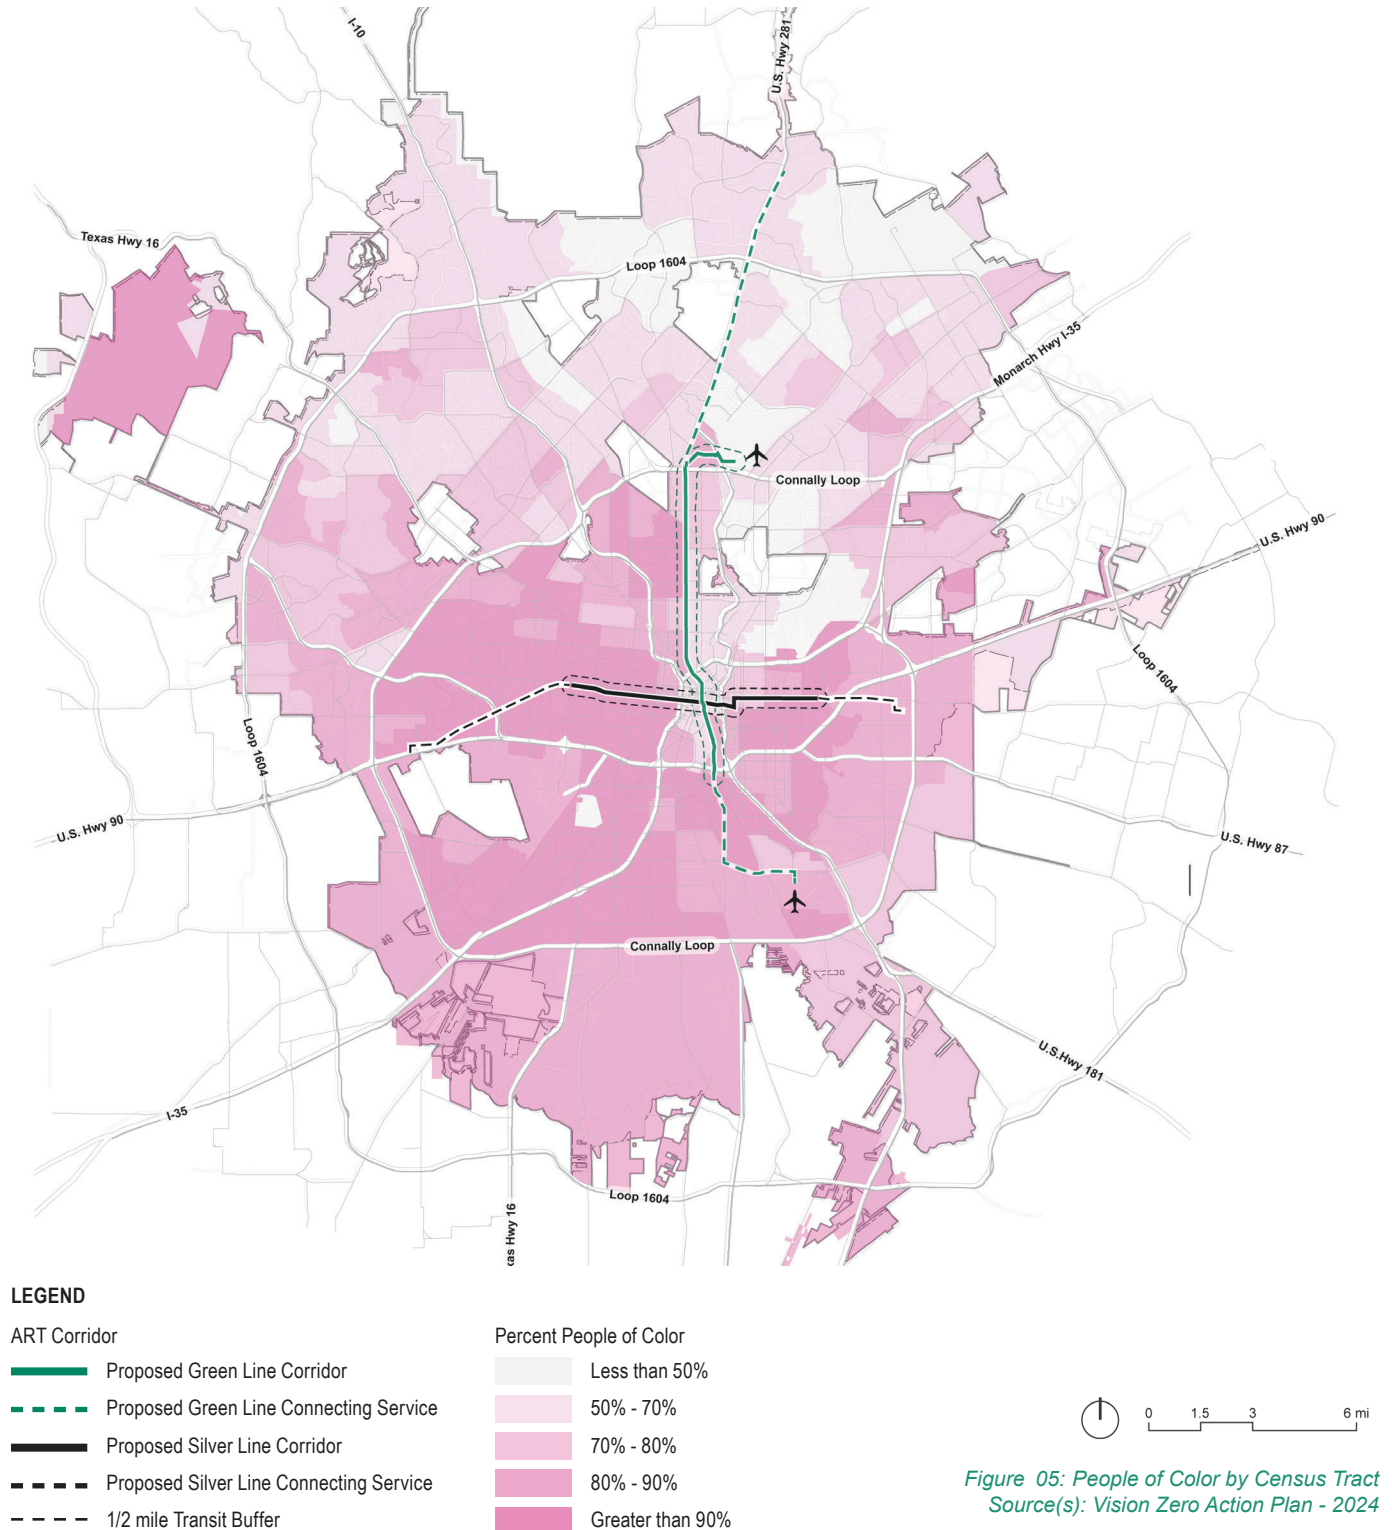 I-10
U.S. Hwy 281
Texas Hwy 16
Loop 1604
Monarch Hwy I-35
Connally Loop
U.S. Hwy 90
Loop 1604
Loop 1604
U.S. Hwy 90
U.S. Hwy 87
Connally Loop
U.S.Hwy 181
I-35
Loop 1604
xas Hwy 16
LEGEND
ART Corridor
Proposed Green Line Corridor
Proposed Green Line Connecting Service
Proposed Silver Line Corridor
Proposed Silver Line Connecting Service
1/2 mile Transit Buffer
Percent People of Color
Less than 50%
50% - 70%
70% - 80%
80% - 90%
Greater than 90%
0 1.5 3 6 mi
Figure 05: People of Color by Census Tract
Source(s): Vision Zero Action Plan - 2024